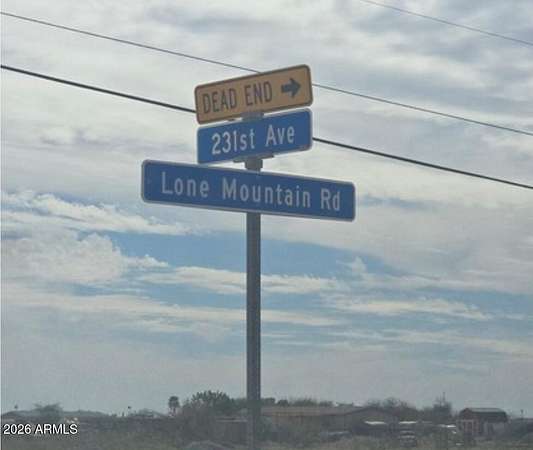 DEAD END →
231st Ave
Lone Mountain Rd
2026 ARMLS